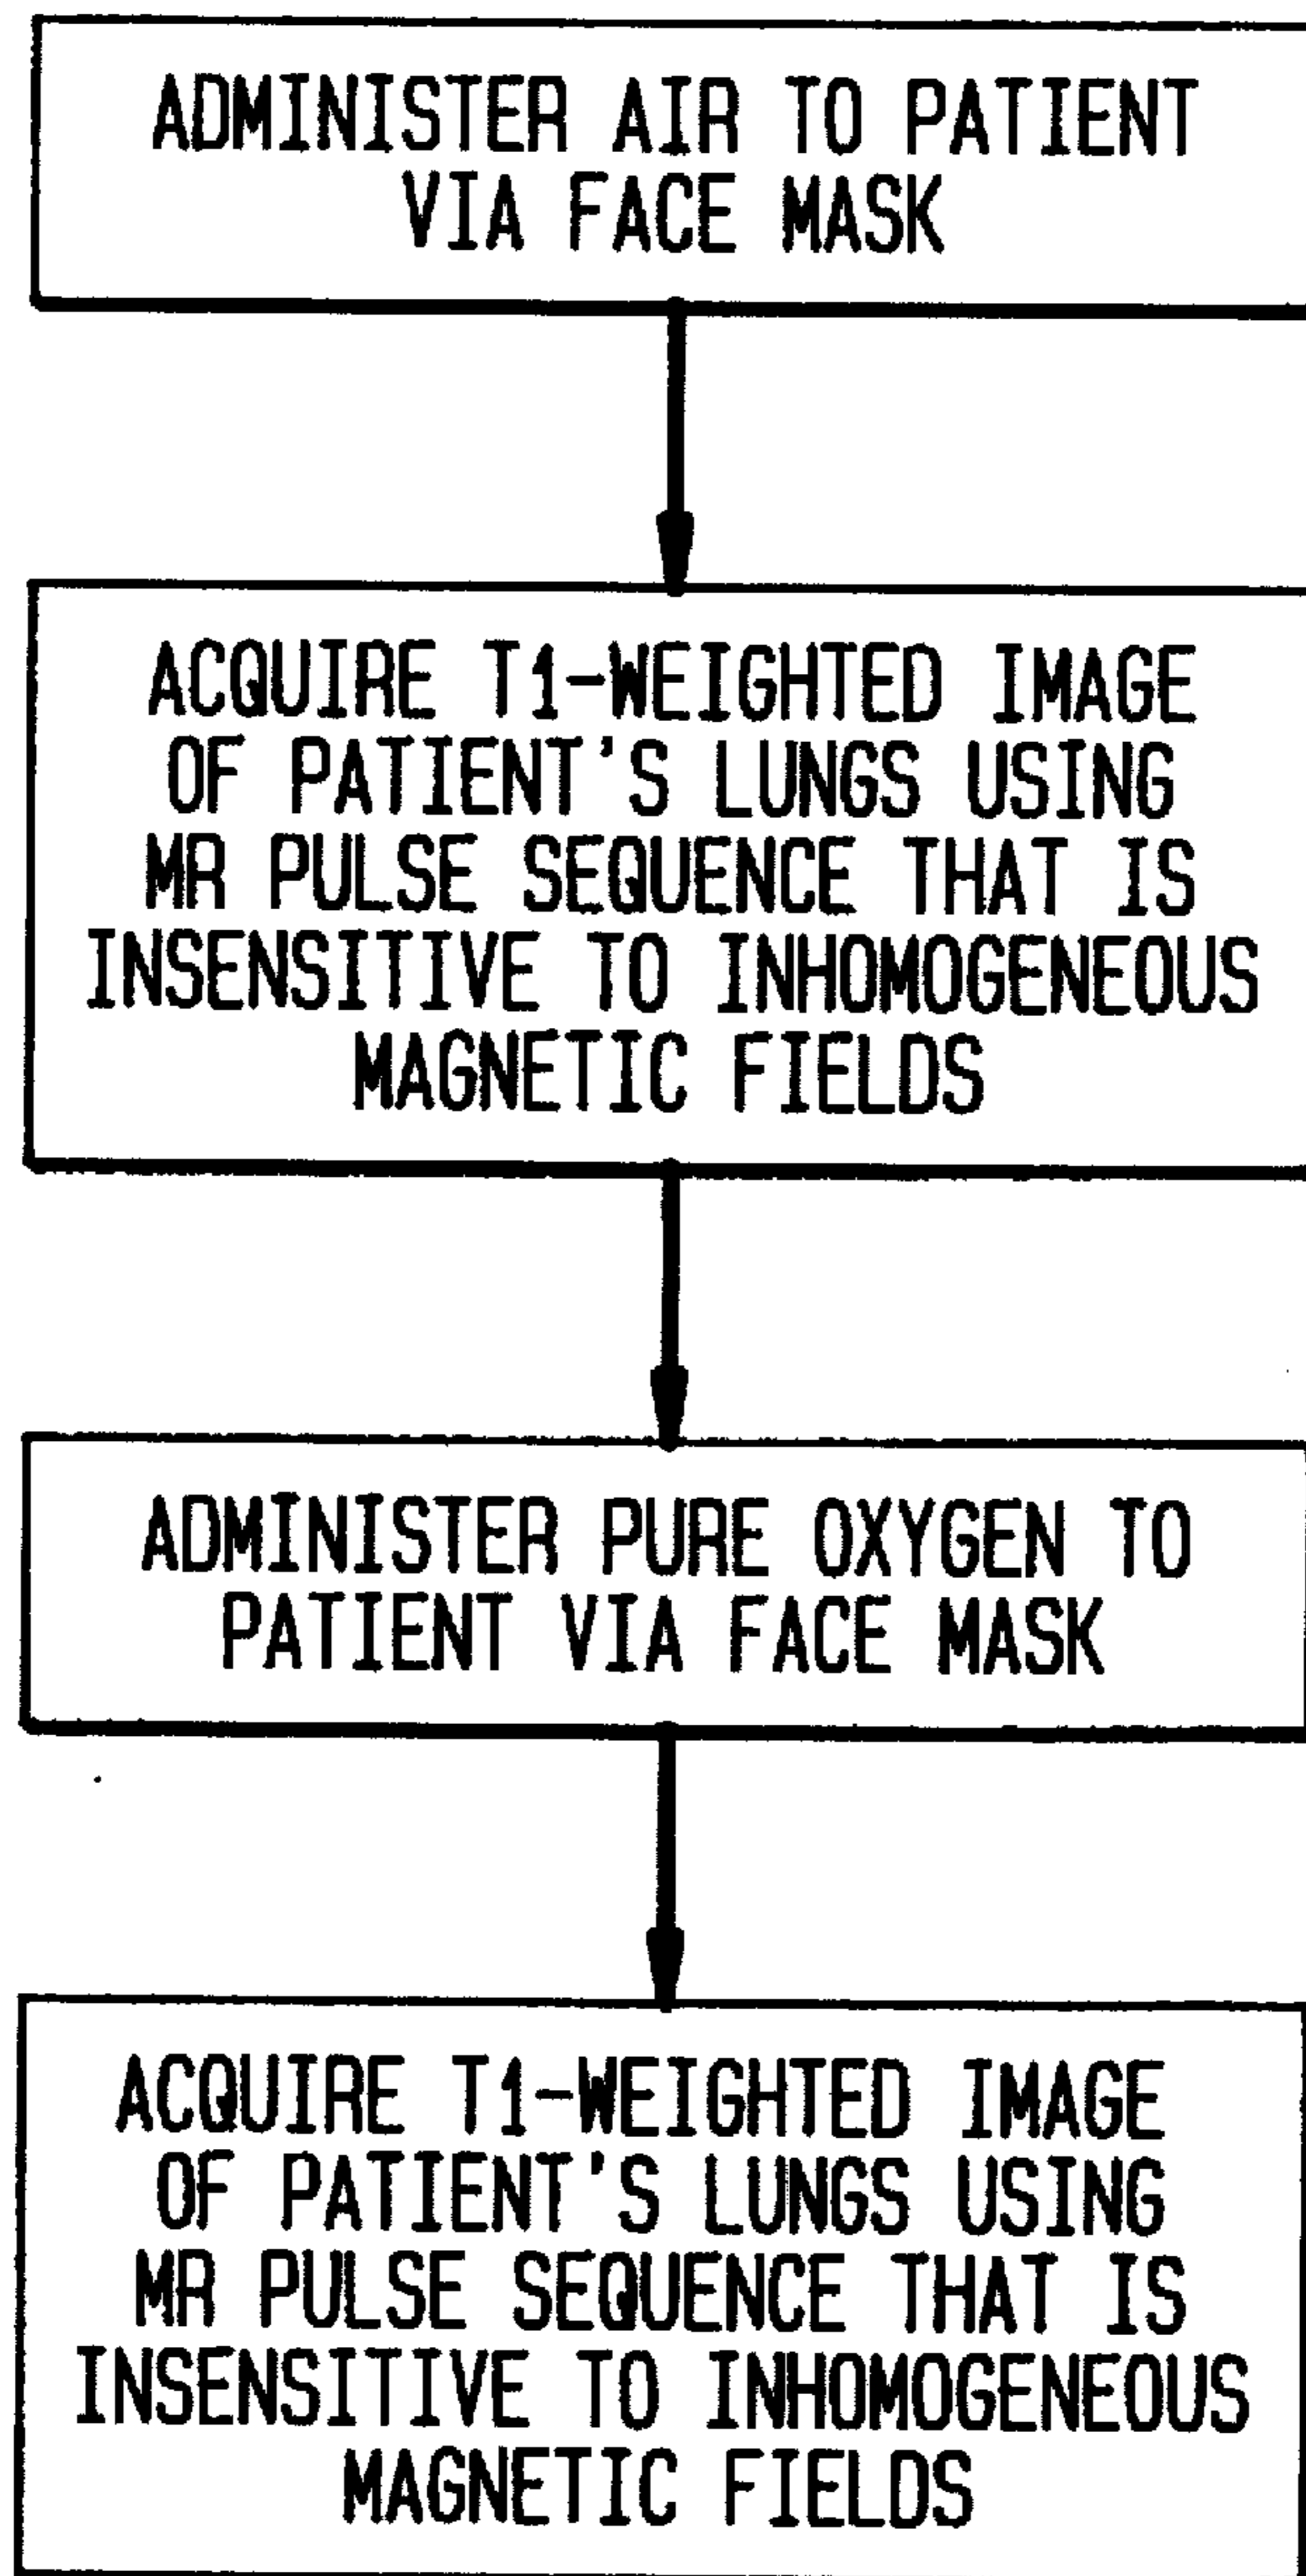 ADMINISTER AIR TO PATIENT
VIA FACE MASK
ACQUIRE T1-WEIGHTED IMAGE
OF PATIENT'S LUNGS USING
MR PULSE SEQUENCE THAT IS
INSENSITIVE TO INHOMOGENEOUS
MAGNETIC FIELDS
ADMINISTER PURE OXYGEN TO
PATIENT VIA FACE MASK
ACQUIRE T1-WEIGHTED IMAGE
OF PATIENT'S LUNGS USING
MR PULSE SEQUENCE THAT IS
INSENSITIVE TO INHOMOGENEOUS
MAGNETIC FIELDS